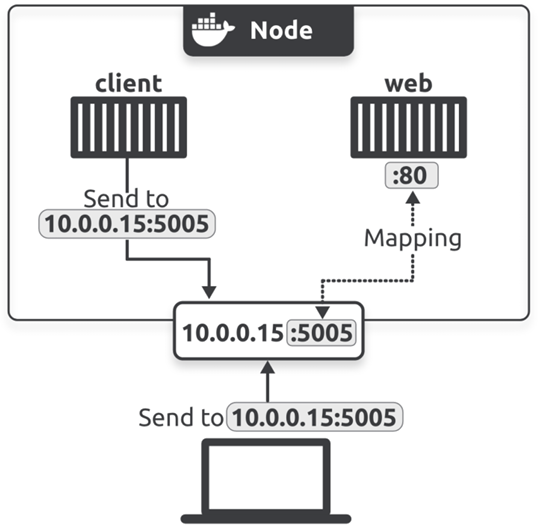 Node
client
web
:80
Send to
10.0.0.15:5005
Mapping
10.0.0.15 :5005
Send to 10.0.0.15:5005